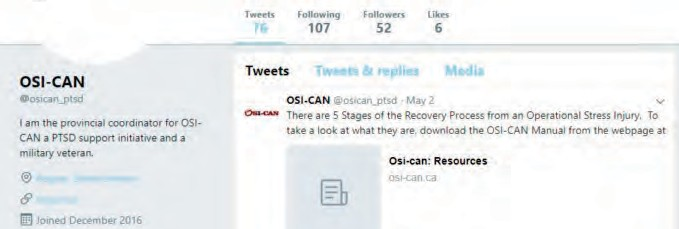 Tweets Following Followers Likes
76 107 52 6
OSI-CAN
@osican_ptsd
I am the provincial coordinator for OSI-
CAN a PTSD support initiative and a
military veteran.
Joined December 2016
Tweets Tweets & replies Media
OSI-CAN @osican_ptsd · May 2
OSI-CAN
There are 5 Stages of the Recovery Process from an Operational Stress Injury. To
take a look at what they are, download the OSI-CAN Manual from the webpage at
Osi-can: Resources
osi-can.ca